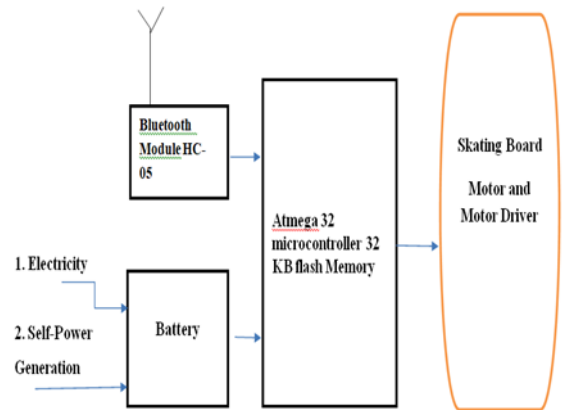 Bluetooth
Module HC-
05
Atmega 32
microcontroller 32
KB flash Memory
Skating Board
Motor and
Motor Driver
1. Electricity
2. Self-Power
Generation
Battery